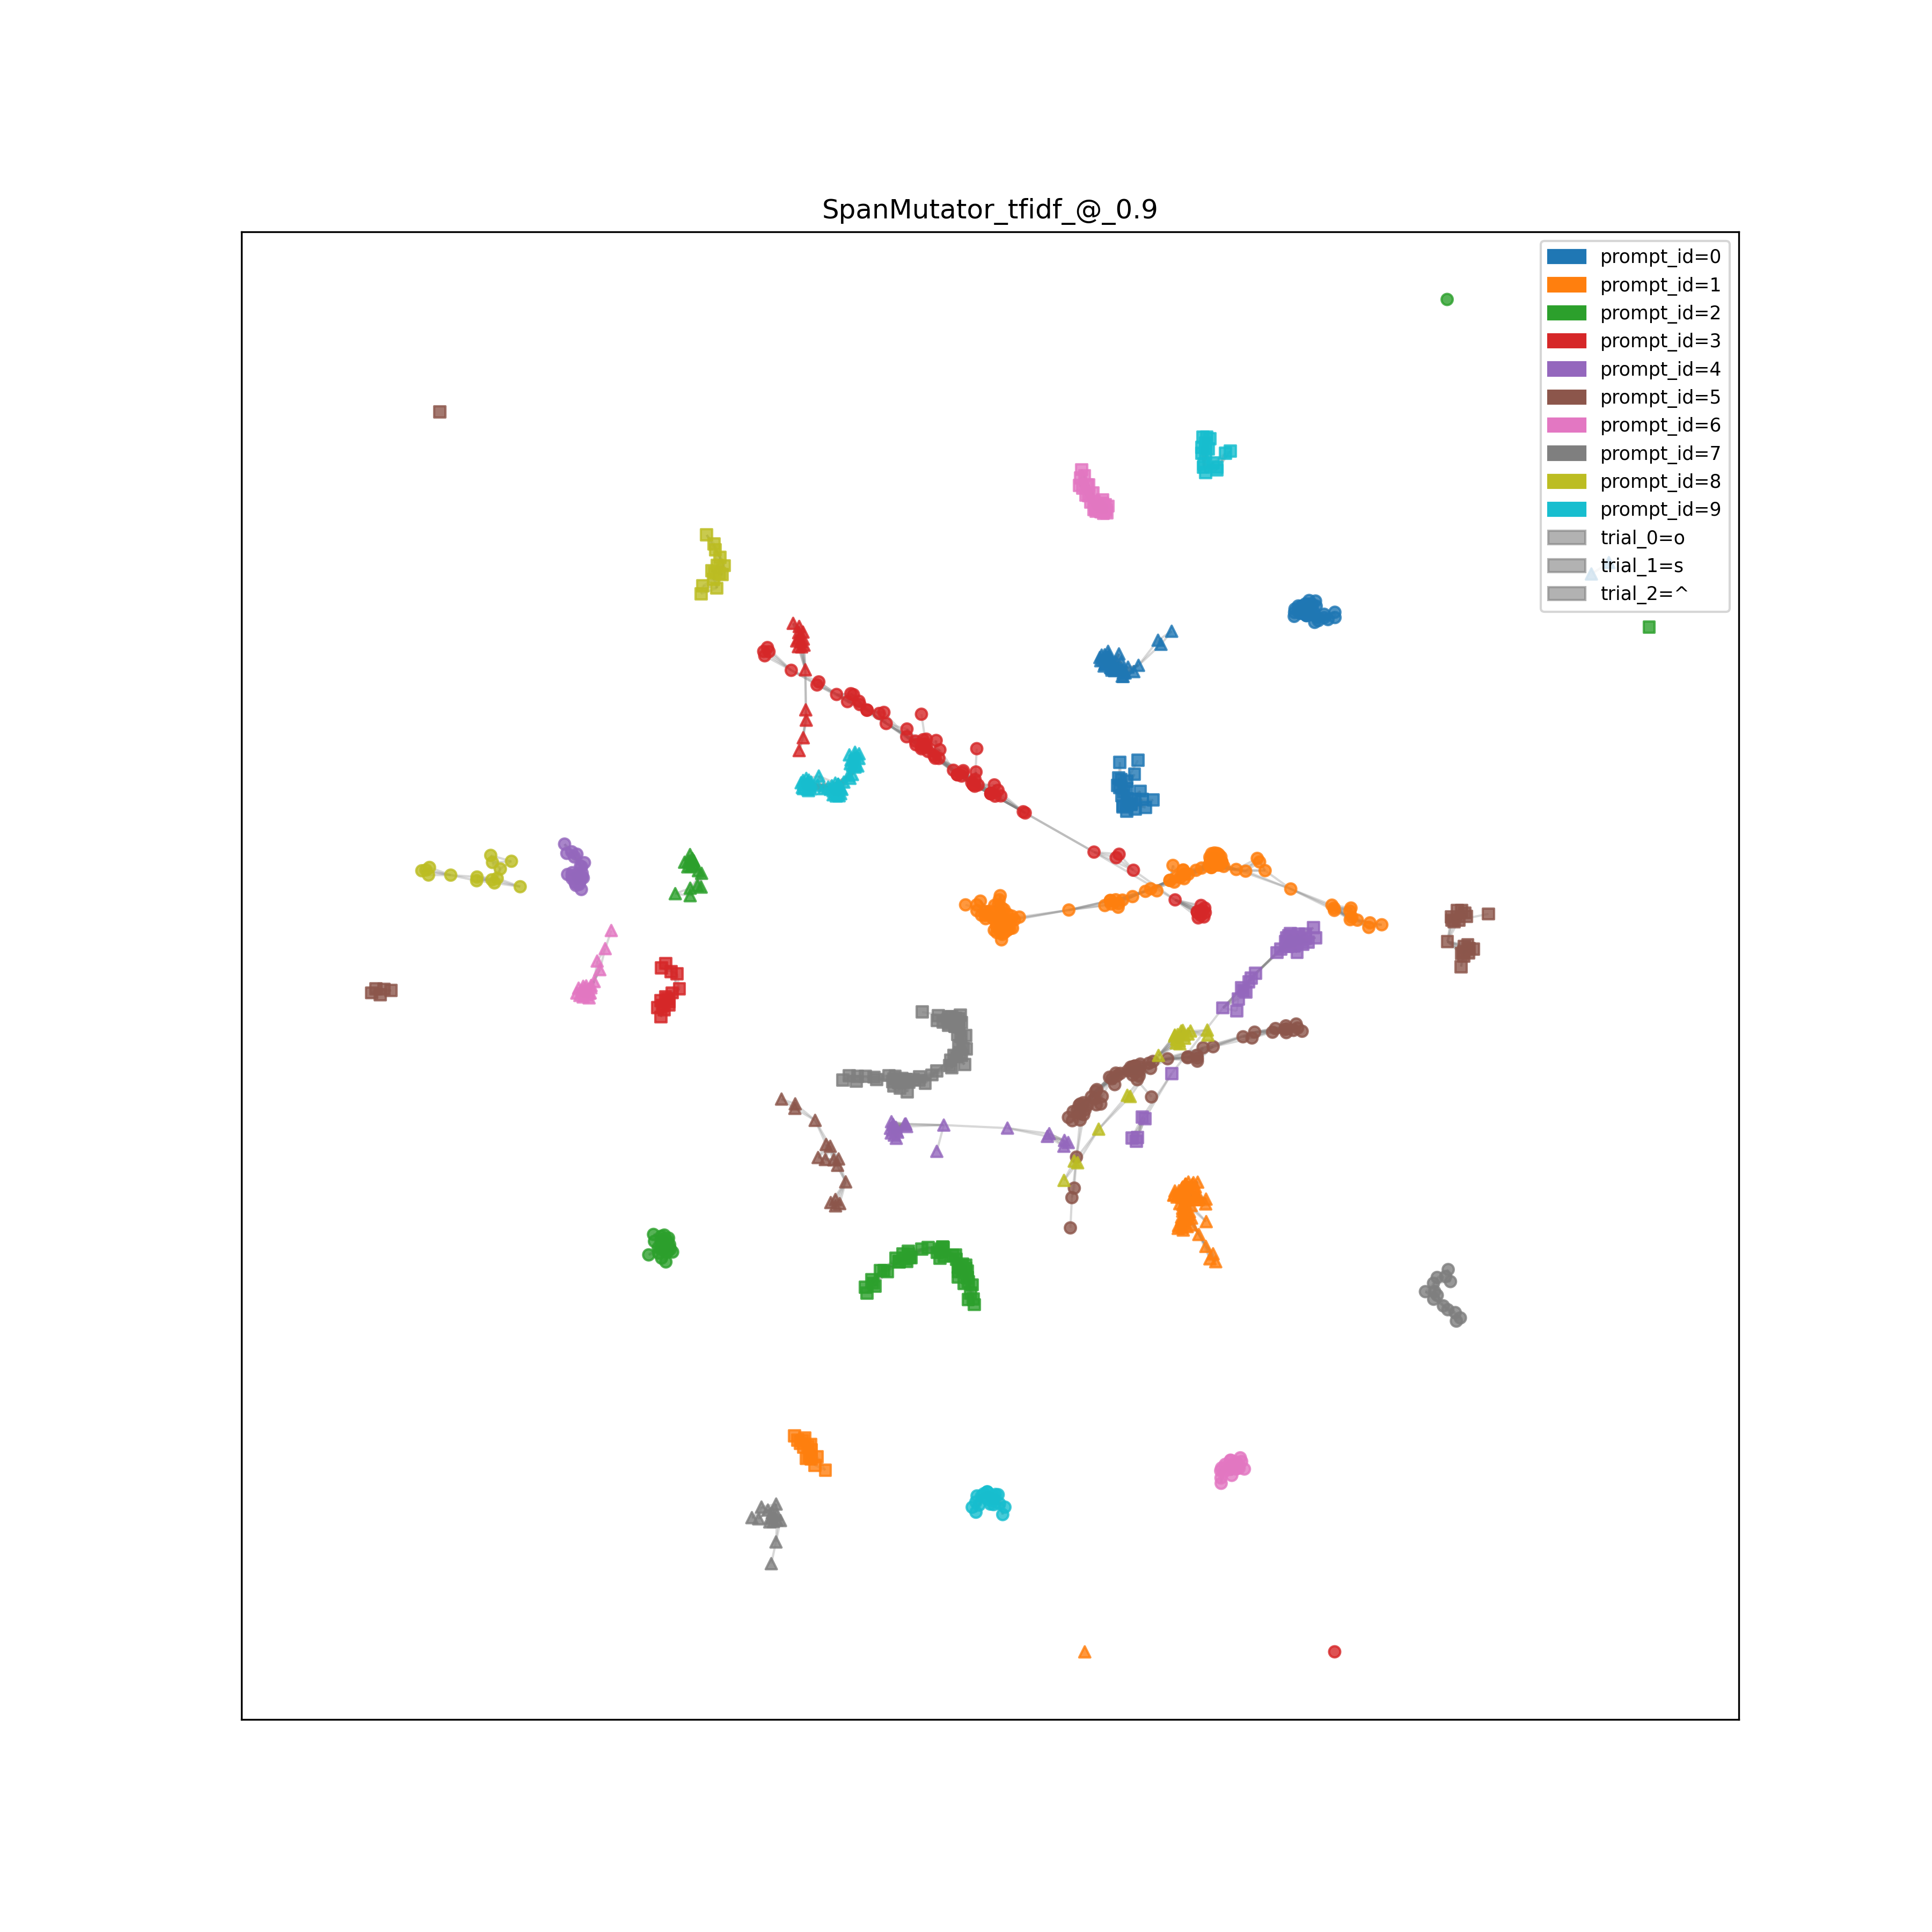 SpanMutator_tfidf_@_0.9
prompt_id=0
prompt_id=1
prompt_id=2
prompt_id=3
prompt_id=4
prompt_id=5
prompt_id=6
prompt_id=7
prompt_id=8
prompt_id=9
trial_0=o
trial_1=s
trial_2=^